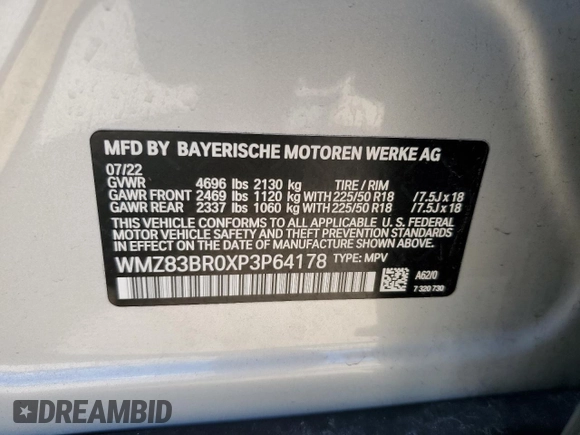 MFD BY BAYERISCHE MOTOREN WERKE AG
07/22
GVWR 4696 lbs 2130 kg TIRE / RIM
GAWR FRONT 2469 lbs 1120 kg WITH 225/50 R18 /7.5J x 18
GAWR REAR 2337 lbs 1060 kg WITH 225/50 R18 /7.5J x 18
THIS VEHICLE CONFORMS TO ALL APPLICABLE U. S. FEDERAL
MOTOR VEHICLE SAFETY, BUMPER, AND THEFT PREVENTION
STANDARDS IN EFFECT ON THE DATE OF MANUFACTURE SHOWN ABOVE.
WMZ83BR0XP3P64178 TYPE: MPV
A62/0
7 320 730
DREAMBID